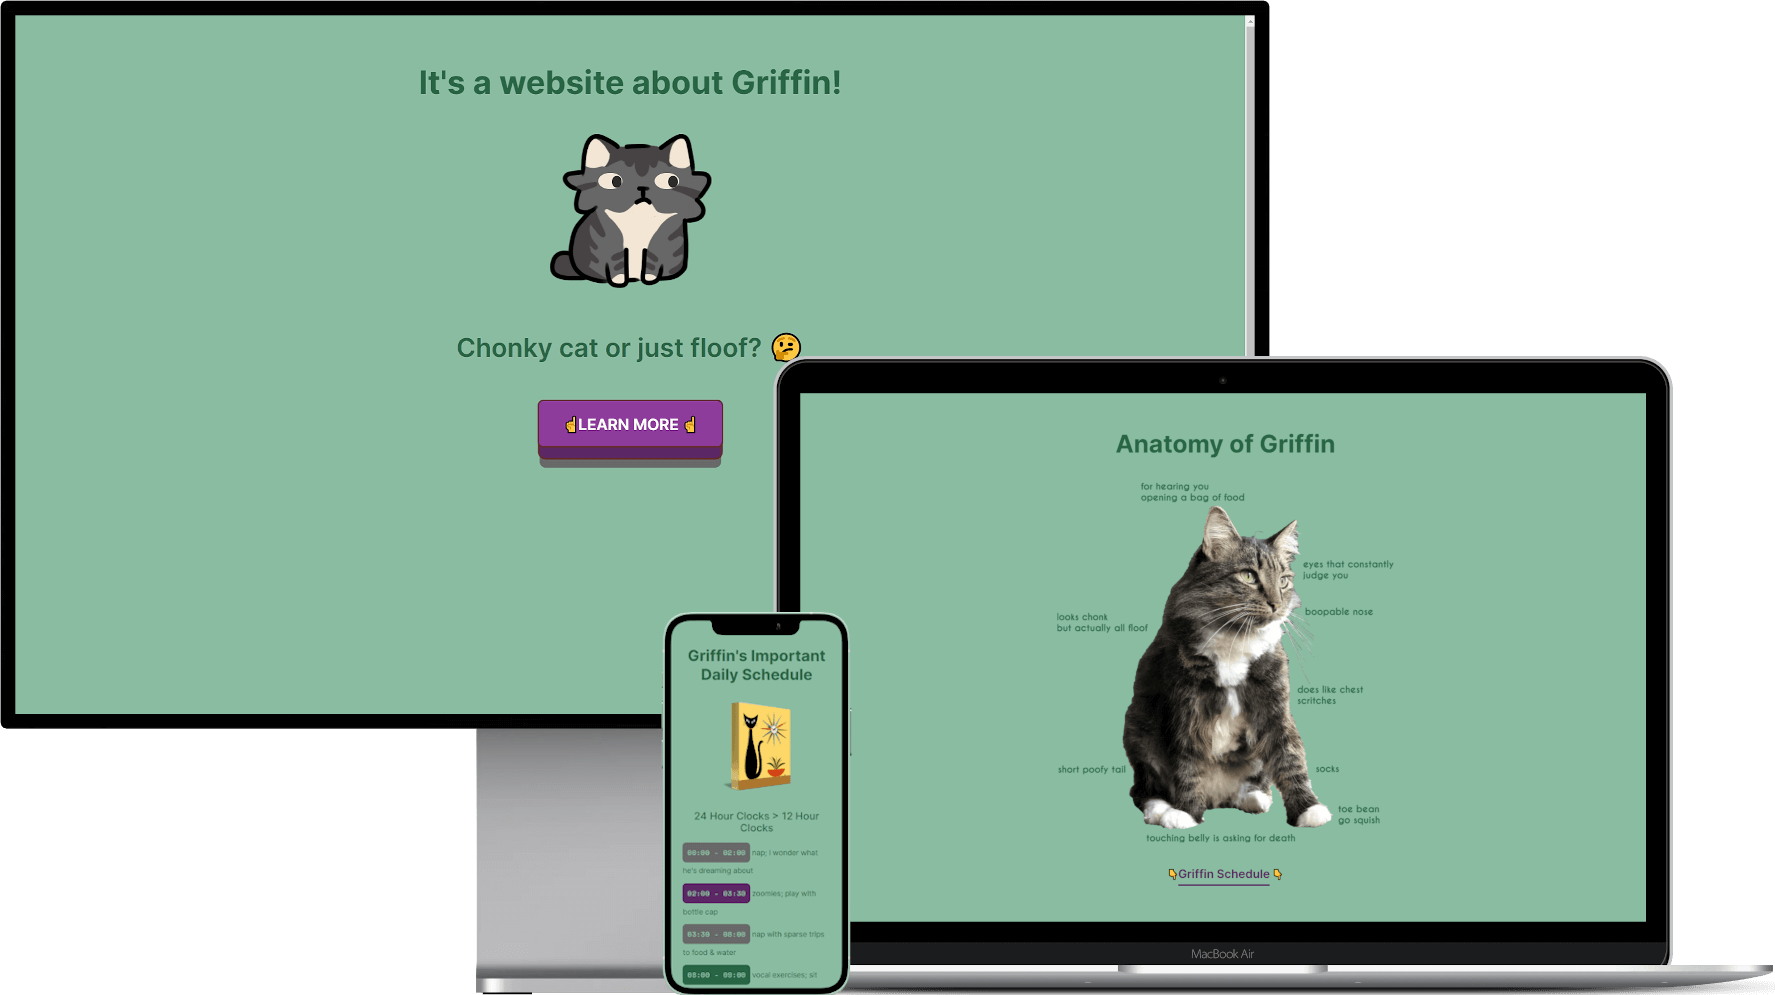 It's a website about Griffin!
Chonky cat or just floof? 🤔
☝LEARN MORE ☝
Anatomy of Griffin
for hearing you
opening a bag of food
eyes that constantly
judge you
boopable nose
looks chonk
but actually all floof
does like chest
scritches
short poofy tail
socks
toe bean
go squish
touching belly is asking for death
👇Griffin Schedule 👇
MacBook Air
Griffin's Important
Daily Schedule
24 Hour Clocks > 12 Hour
Clocks
00:00 - 02:00 nap; I wonder what
he's dreaming about
02:00 - 03:30 zoomies; play with
bottle cap
03:30 - 08:00 nap with sparse trips
to food & water
08:00 - 09:00 vocal exercises; sit